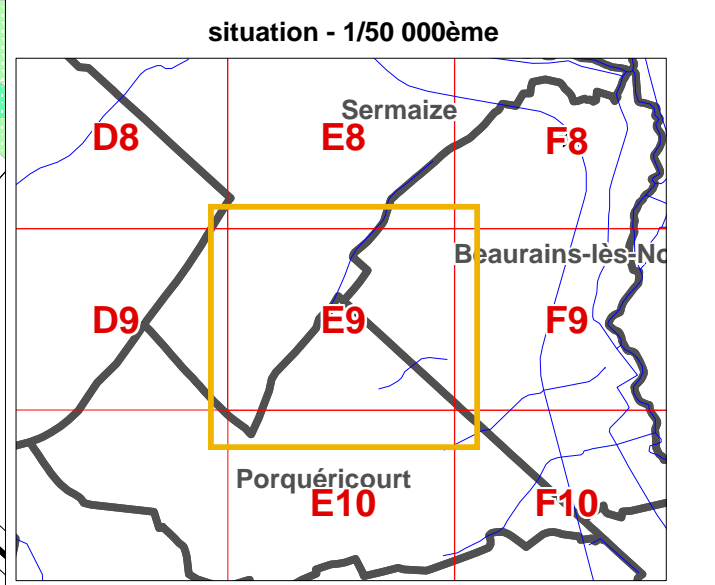 situation - 1/50 000ème
Sermaize
D8 E8 F8
Beaurains-lès-No
D9 E9 F9
Porquéricourt
E10 F10